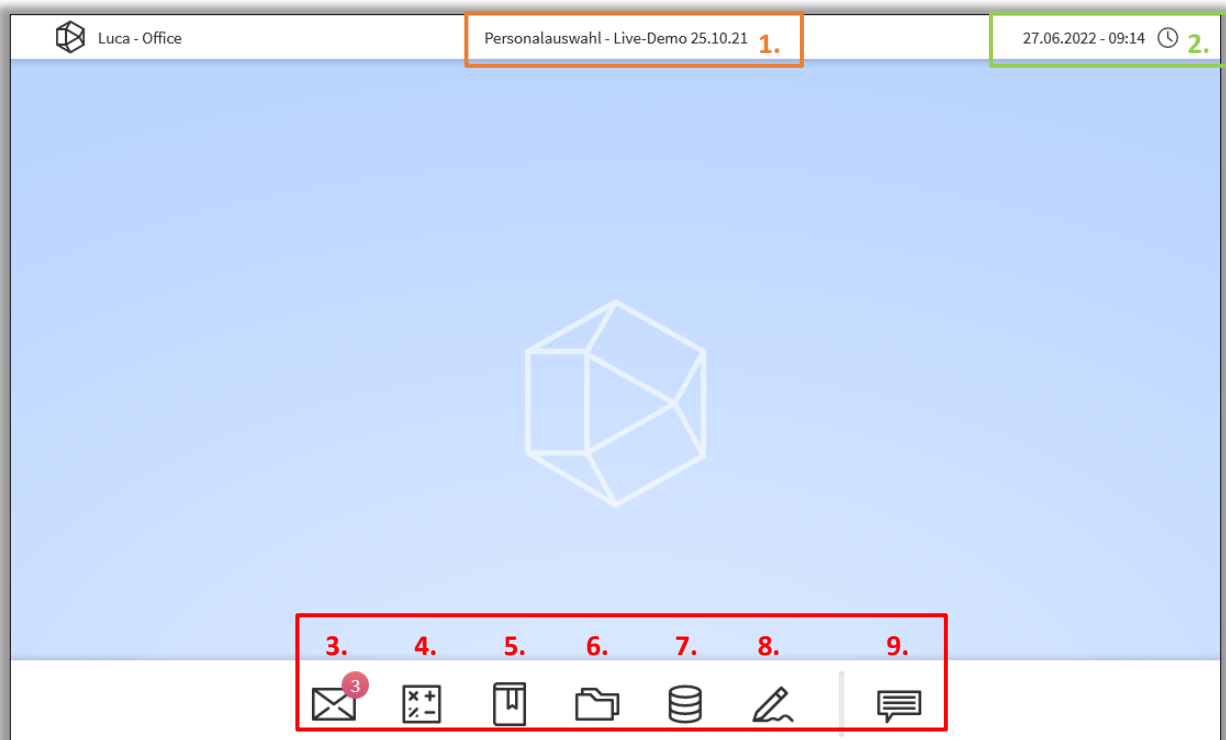 Luca - Office
Personalauswahl - Live-Demo 25.10.21 1.
27.06.2022 - 09:14 2.
3. 4. 5. 6. 7. 8. 9.
3